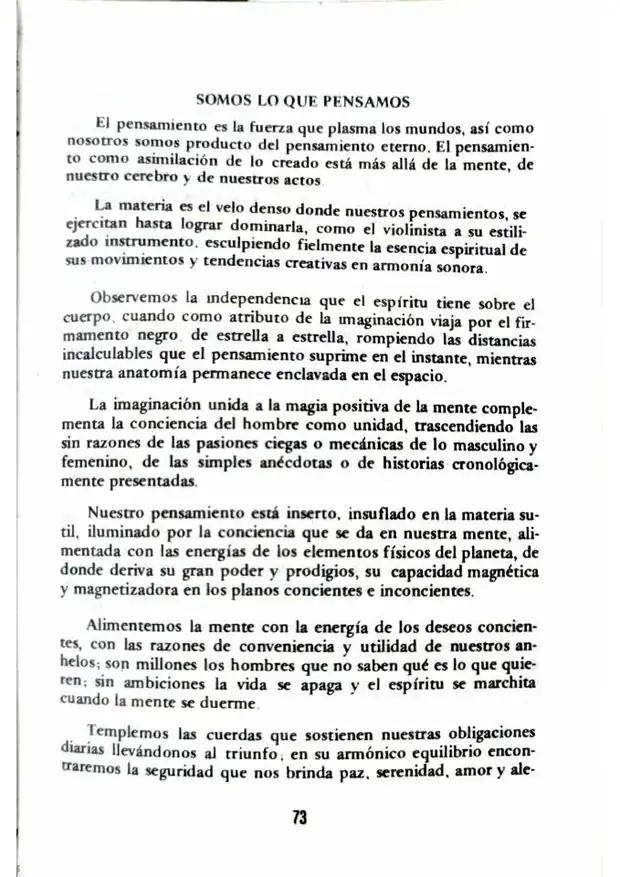 SOMOS LO QUE PENSAMOS
El pensamiento es la fuerza que plasma los mundos, así como
nosotros somos producto del pensamiento eterno. El pensamien-
to como asimilación de lo creado está más allá de la mente, de
nuestro cerebro y de nuestros actos
La materia es el velo denso donde nuestros pensamientos, se
ejercitan hasta lograr dominarla, como el violinista a su estili-
zado instrumento. esculpiendo fielmente la esencia espiritual de
sus movimientos y tendencias creativas en armonía sonora.
Observemos la independencia que el espíritu tiene sobre el
cuerpo, cuando como atributo de la imaginación viaja por el fir-
mamento negro de estrella a estrella, rompiendo las distancias
incalculables que el pensamiento suprime en el instante, mientras
nuestra anatomía permanece enclavada en el espacio.
La imaginación unida a la magia positiva de la mente comple-
menta la conciencia del hombre como unidad, trascendiendo las
sin razones de las pasiones ciegas o mecánicas de lo masculino y
femenino, de las simples anécdotas o de historias cronológica-
mente presentadas.
Nuestro pensamiento está inserto, insuflado en la materia su-
til, iluminado por la conciencia que se da en nuestra mente, ali-
mentada con las energías de los elementos físicos del planeta, de
donde deriva su gran poder y prodigios, su capacidad magnética
y magnetizadora en los planos concientes e inconcientes.
Alimentemos la mente con la energía de los deseos concien-
tes, con las razones de conveniencia y utilidad de nuestros an-
helos; son millones los hombres que no saben qué es lo que quie-
ren; sin ambiciones la vida se apaga y el espíritu se marchita
cuando la mente se duerme.
Templemos las cuerdas que sostienen nuestras obligaciones
diarias llevándonos al triunfo; en su armónico equilibrio encon-
traremos la seguridad que nos brinda paz, serenidad, amor y ale-
73